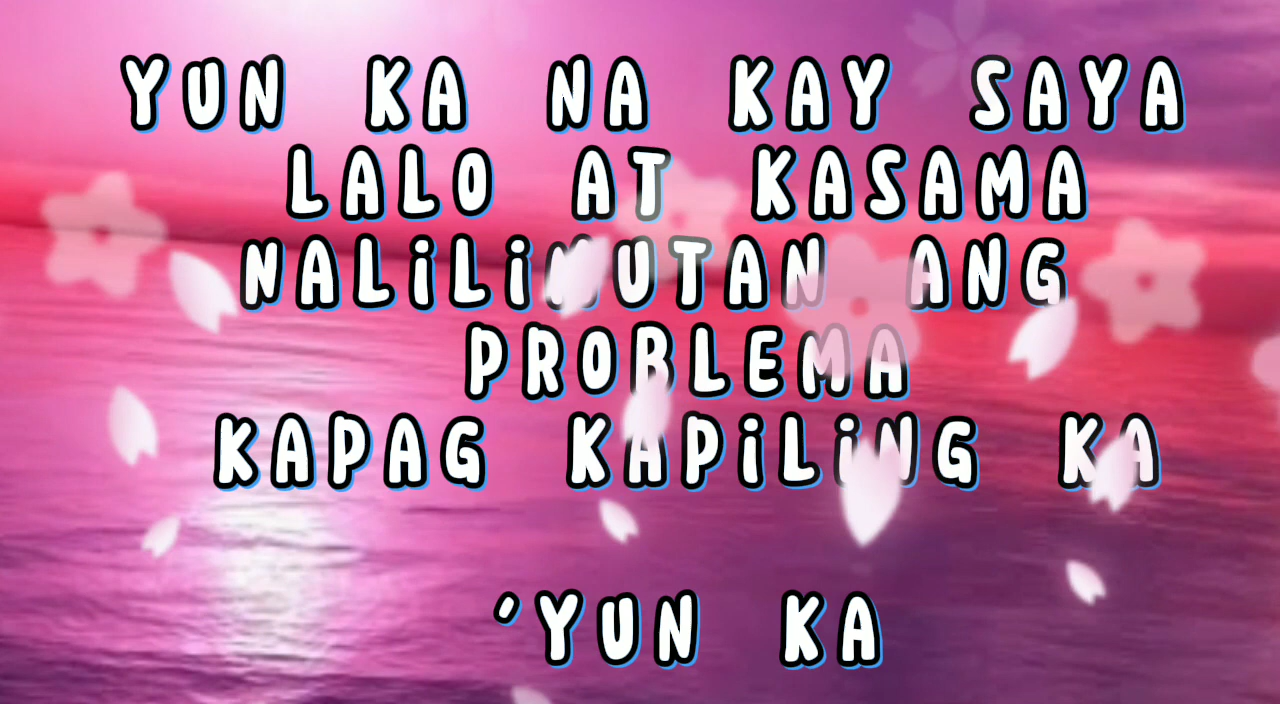 YUN KA NA KAY SAYA
LALO AT KASAMA
NALiLiMUTAN ANG
PROBLEMA
KAPAG KAPiLiNG KA
'YUN KA